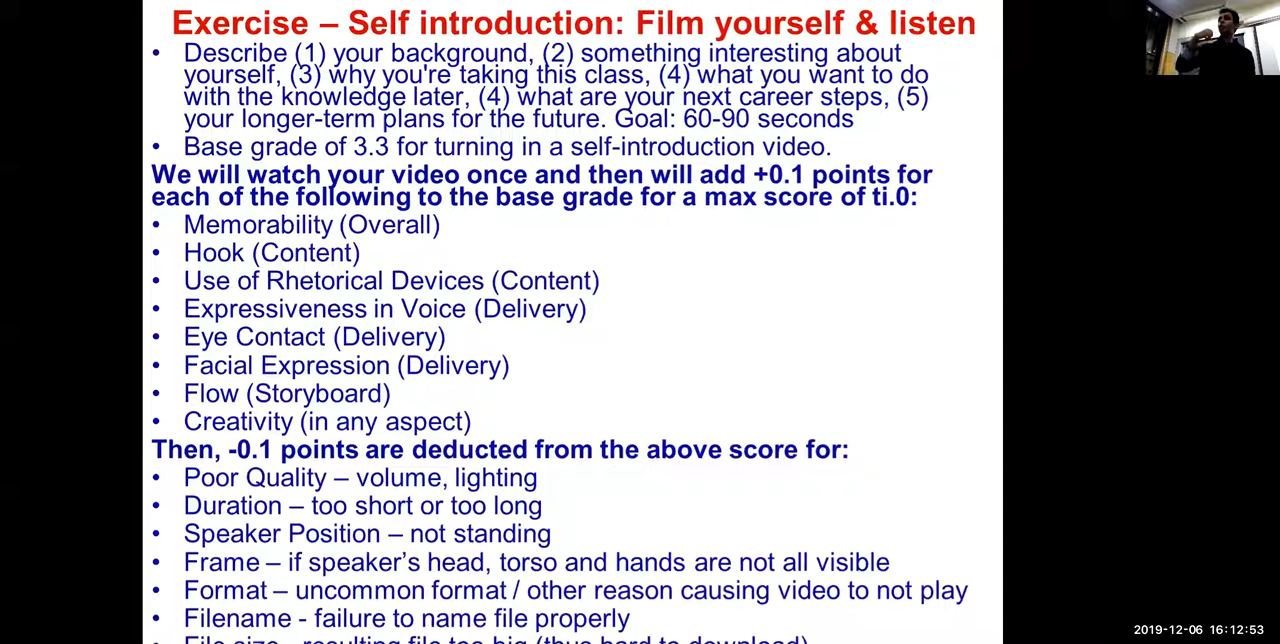 Exercise – Self introduction: Film yourself & listen
• Describe (1) your background, (2) something interesting about
yourself, (3) why you're taking this class, (4) what you want to do
with the knowledge later, (4) what are your next career steps, (5)
your longer-term plans for the future. Goal: 60-90 seconds
• Base grade of 3.3 for turning in a self-introduction video.
We will watch your video once and then will add +0.1 points for
each of the following to the base grade for a max score of ti.0:
• Memorability (Overall)
• Hook (Content)
• Use of Rhetorical Devices (Content)
• Expressiveness in Voice (Delivery)
• Eye Contact (Delivery)
• Facial Expression (Delivery)
• Flow (Storyboard)
• Creativity (in any aspect)
Then, -0.1 points are deducted from the above score for:
• Poor Quality – volume, lighting
• Duration – too short or too long
• Speaker Position – not standing
• Frame – if speaker’s head, torso and hands are not all visible
• Format – uncommon format / other reason causing video to not play
• Filename - failure to name file properly
• File size - resulting file too big (thus hard to download)
2019-12-06 16:12:53